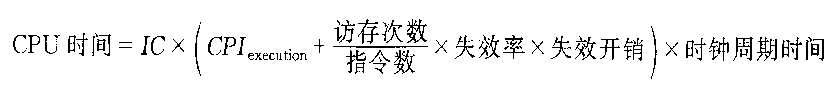 CPU 时间 = IC × ( CPI_execution + 访存次数/指令数 × 失效率 × 失效开销 ) × 时钟周期时间